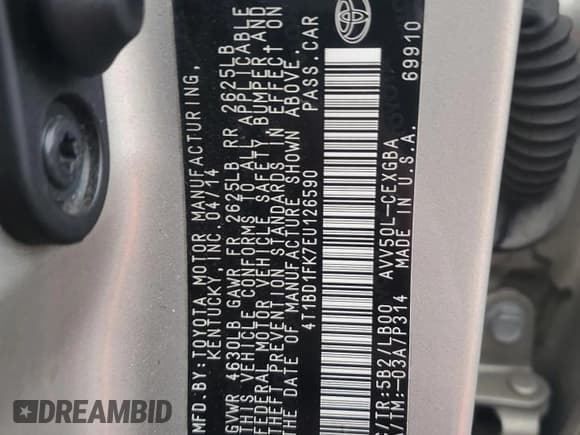 MFD. BY: TOYOTA MOTOR MANUFACTURING,
KENTUCKY, INC. 04/14
GVWR 4630LB GAWR FR 2625LB RR 2625LB
THIS VEHICLE CONFORMS TO ALL APPLICABLE
FEDERAL MOTOR VEHICLE SAFETY, BUMPER, AND
THEFT PREVENTION STANDARDS IN EFFECT ON
THE DATE OF MANUFACTURE SHOWN ABOVE.
4T1BD1FK7EU126590 PASS. CAR
C/TR:5B2/LB00 AVV50L-CEXGBA
/TM:-03A7P314 MADE IN U.S.A. 69910
DREAMBID